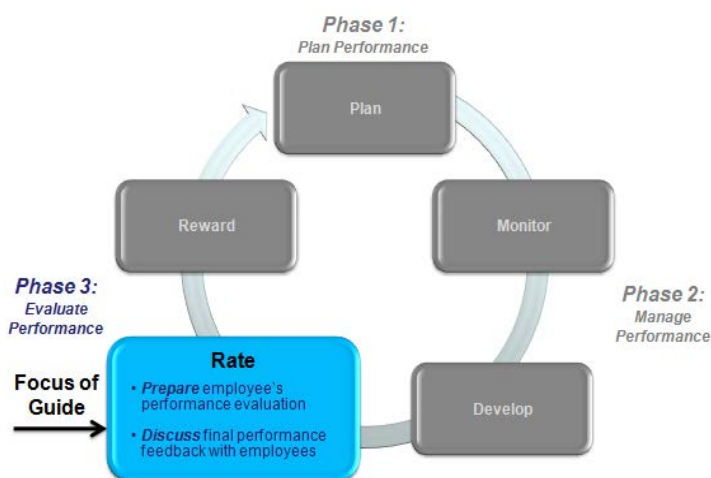 Phase 1:
Plan Performance
Plan
Reward
Monitor
Phase 3:
Evaluate
Performance
Phase 2:
Manage
Performance
Rate
• Prepare employee's
performance evaluation
• Discuss final performance
feedback with employees
Focus of
Guide
Develop